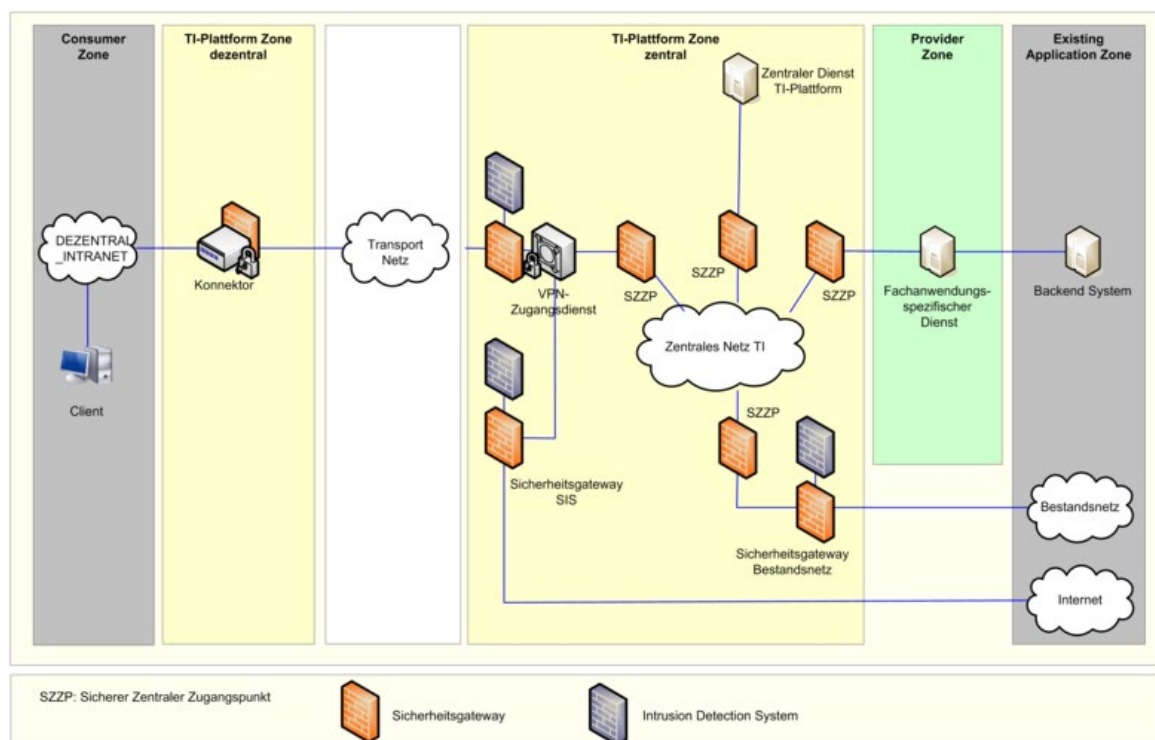 Consumer
Zone
TI-Plattform Zone
dezentral
TI-Plattform Zone
zentral
Provider
Zone
Existing
Application Zone
Zentraler Dienst
TI-Plattform
DEZENTRAL
_INTRANET
Konnektor
Transport
Netz
VPN-
Zugangsdienst
SZZP
SZZP
SZZP
Fachanwendungs-
spezifischer
Dienst
Backend System
Zentrales Netz TI
Client
SZZP
Sicherheitsgateway
SIS
Sicherheitsgateway
Bestandsnetz
Bestandsnetz
Internet
SZZP: Sicherer Zentraler Zugangspunkt
Sicherheitsgateway
Intrusion Detection System